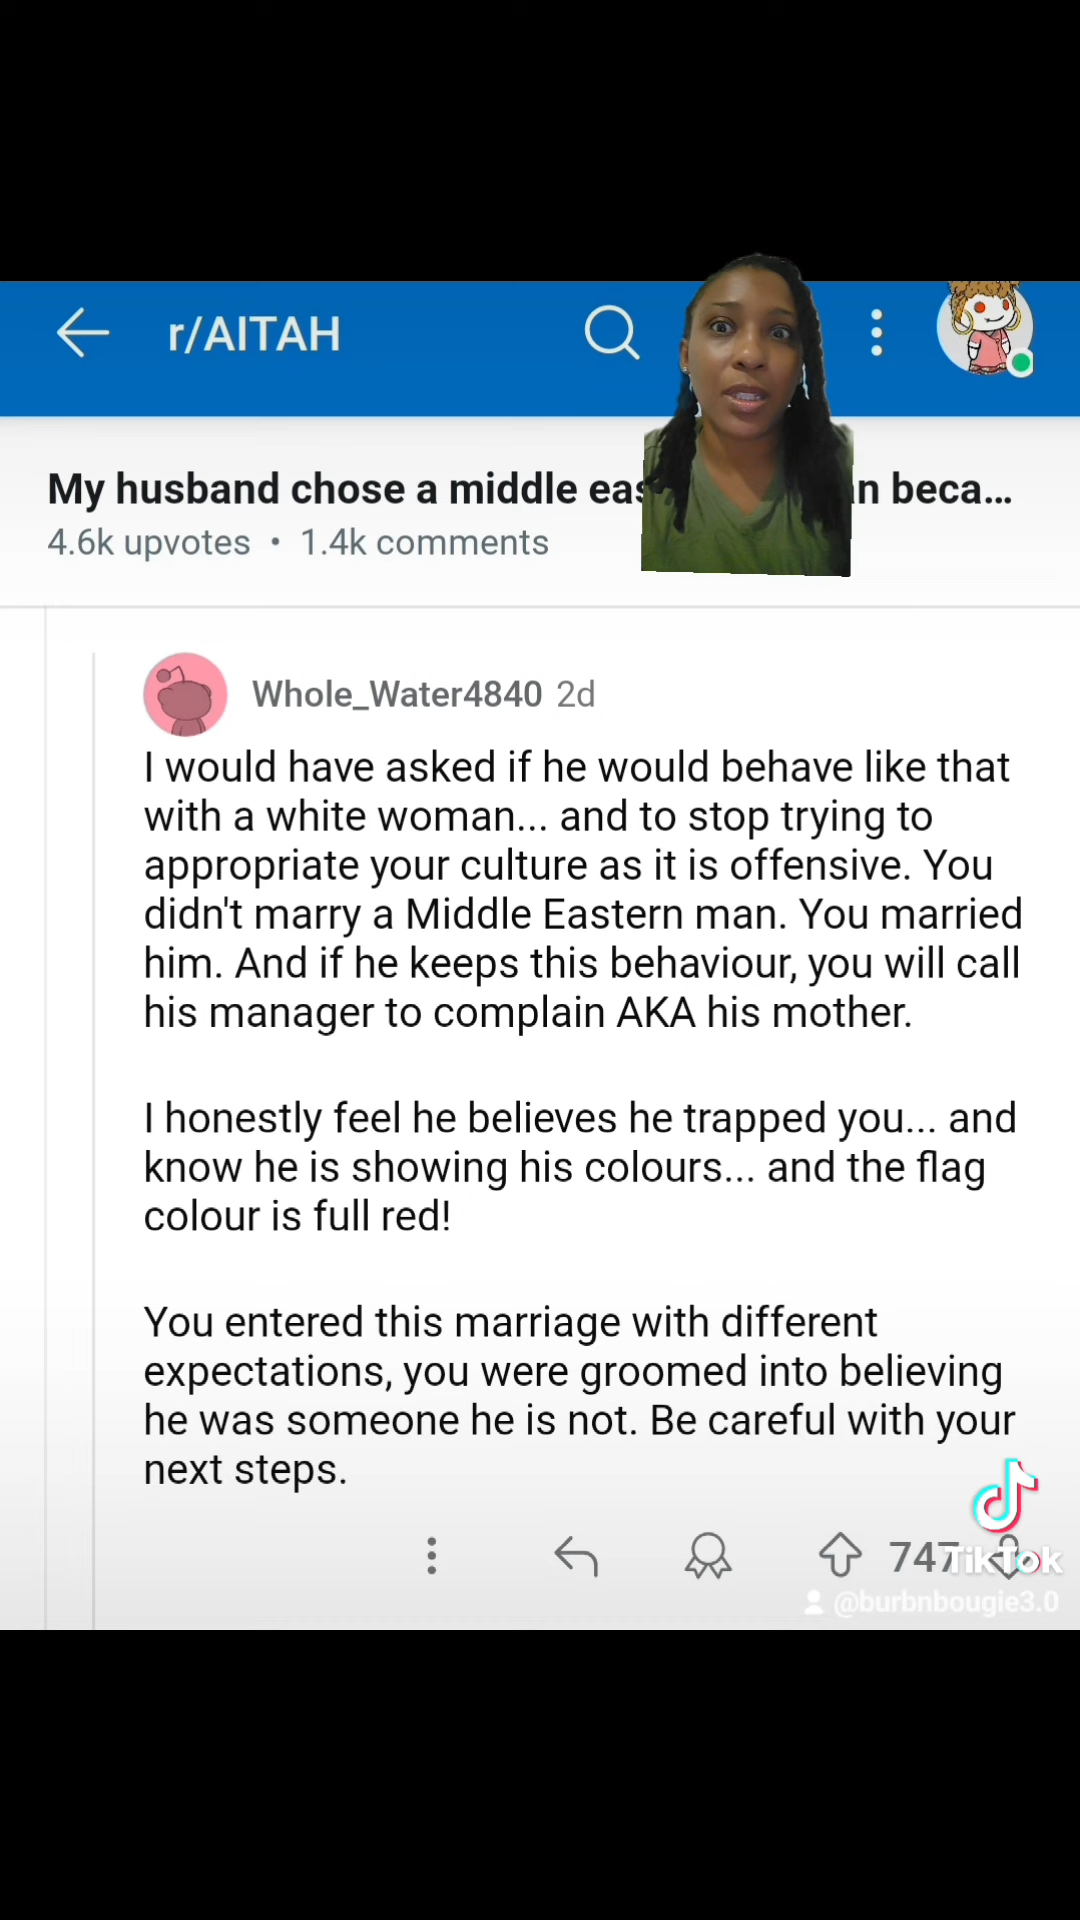 r/AITAH
My husband chose a middle eas n beca...
4.6k upvotes • 1.4k comments
Whole_Water4840 2d
I would have asked if he would behave like that
with a white woman... and to stop trying to
appropriate your culture as it is offensive. You
didn't marry a Middle Eastern man. You married
him. And if he keeps this behaviour, you will call
his manager to complain AKA his mother.
I honestly feel he believes he trapped you... and
know he is showing his colours... and the flag
colour is full red!
You entered this marriage with different
expectations, you were groomed into believing
he was someone he is not. Be careful with your
next steps.
747
TikTok
@burbnbougie3.0